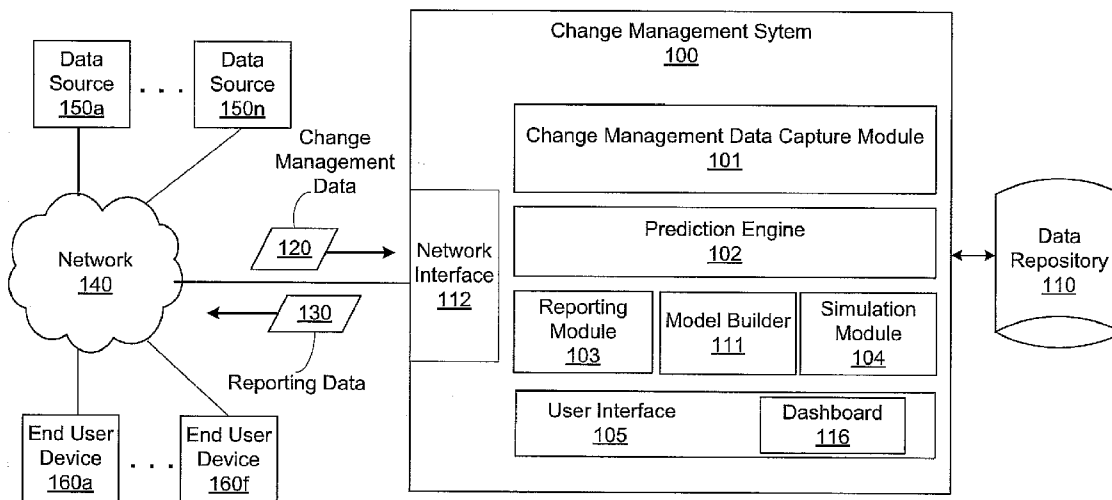 Data
Source
150a
. . .
Data
Source
150n
Change
Management
Data
120
Network
140
130
Reporting Data
End User
Device
160a
. . .
End User
Device
160f
Change Management Sytem
100
Change Management Data Capture Module
101
Prediction Engine
102
Network
Interface
112
Reporting
Module
103
Model Builder
111
Simulation
Module
104
User Interface
105
Dashboard
116
Data
Repository
110